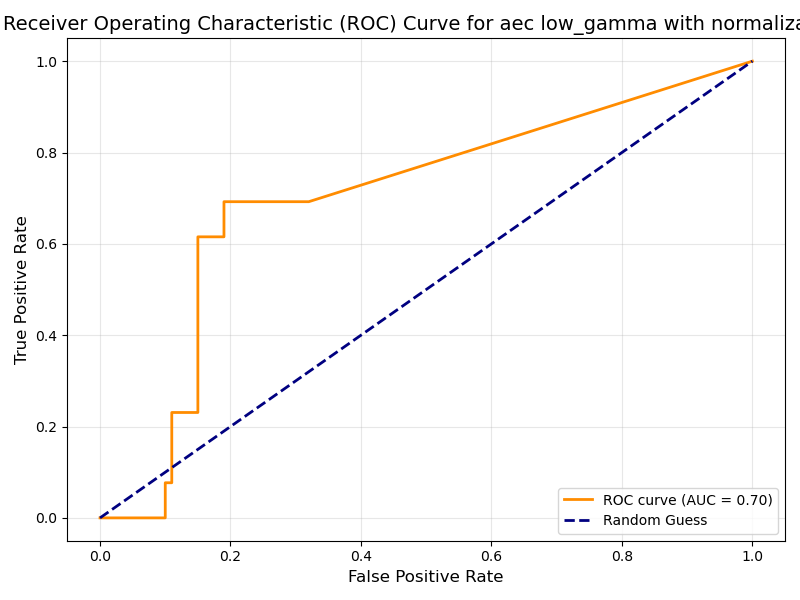 Receiver Operating Characteristic (ROC) Curve for aec low_gamma with
True Positive Rate
1.0
0.8
0.6
0.4
0.2
0.0
0.0 0.2 0.4 0.6 0.8 1.0
False Positive Rate
ROC curve (AUC = 0.70)
Random Guess